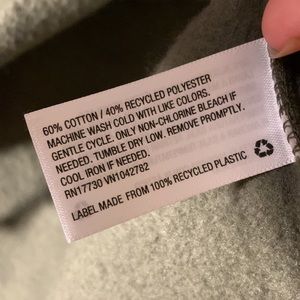 60% COTTON / 40% RECYCLED POLYESTER
MACHINE WASH COLD WITH LIKE COLORS.
GENTLE CYCLE. ONLY NON-CHLORINE BLEACH IF
NEEDED. TUMBLE DRY LOW. REMOVE PROMPTLY.
COOL IRON IF NEEDED.
RN17730 VN1042782
LABEL MADE FROM 100% RECYCLED PLASTIC